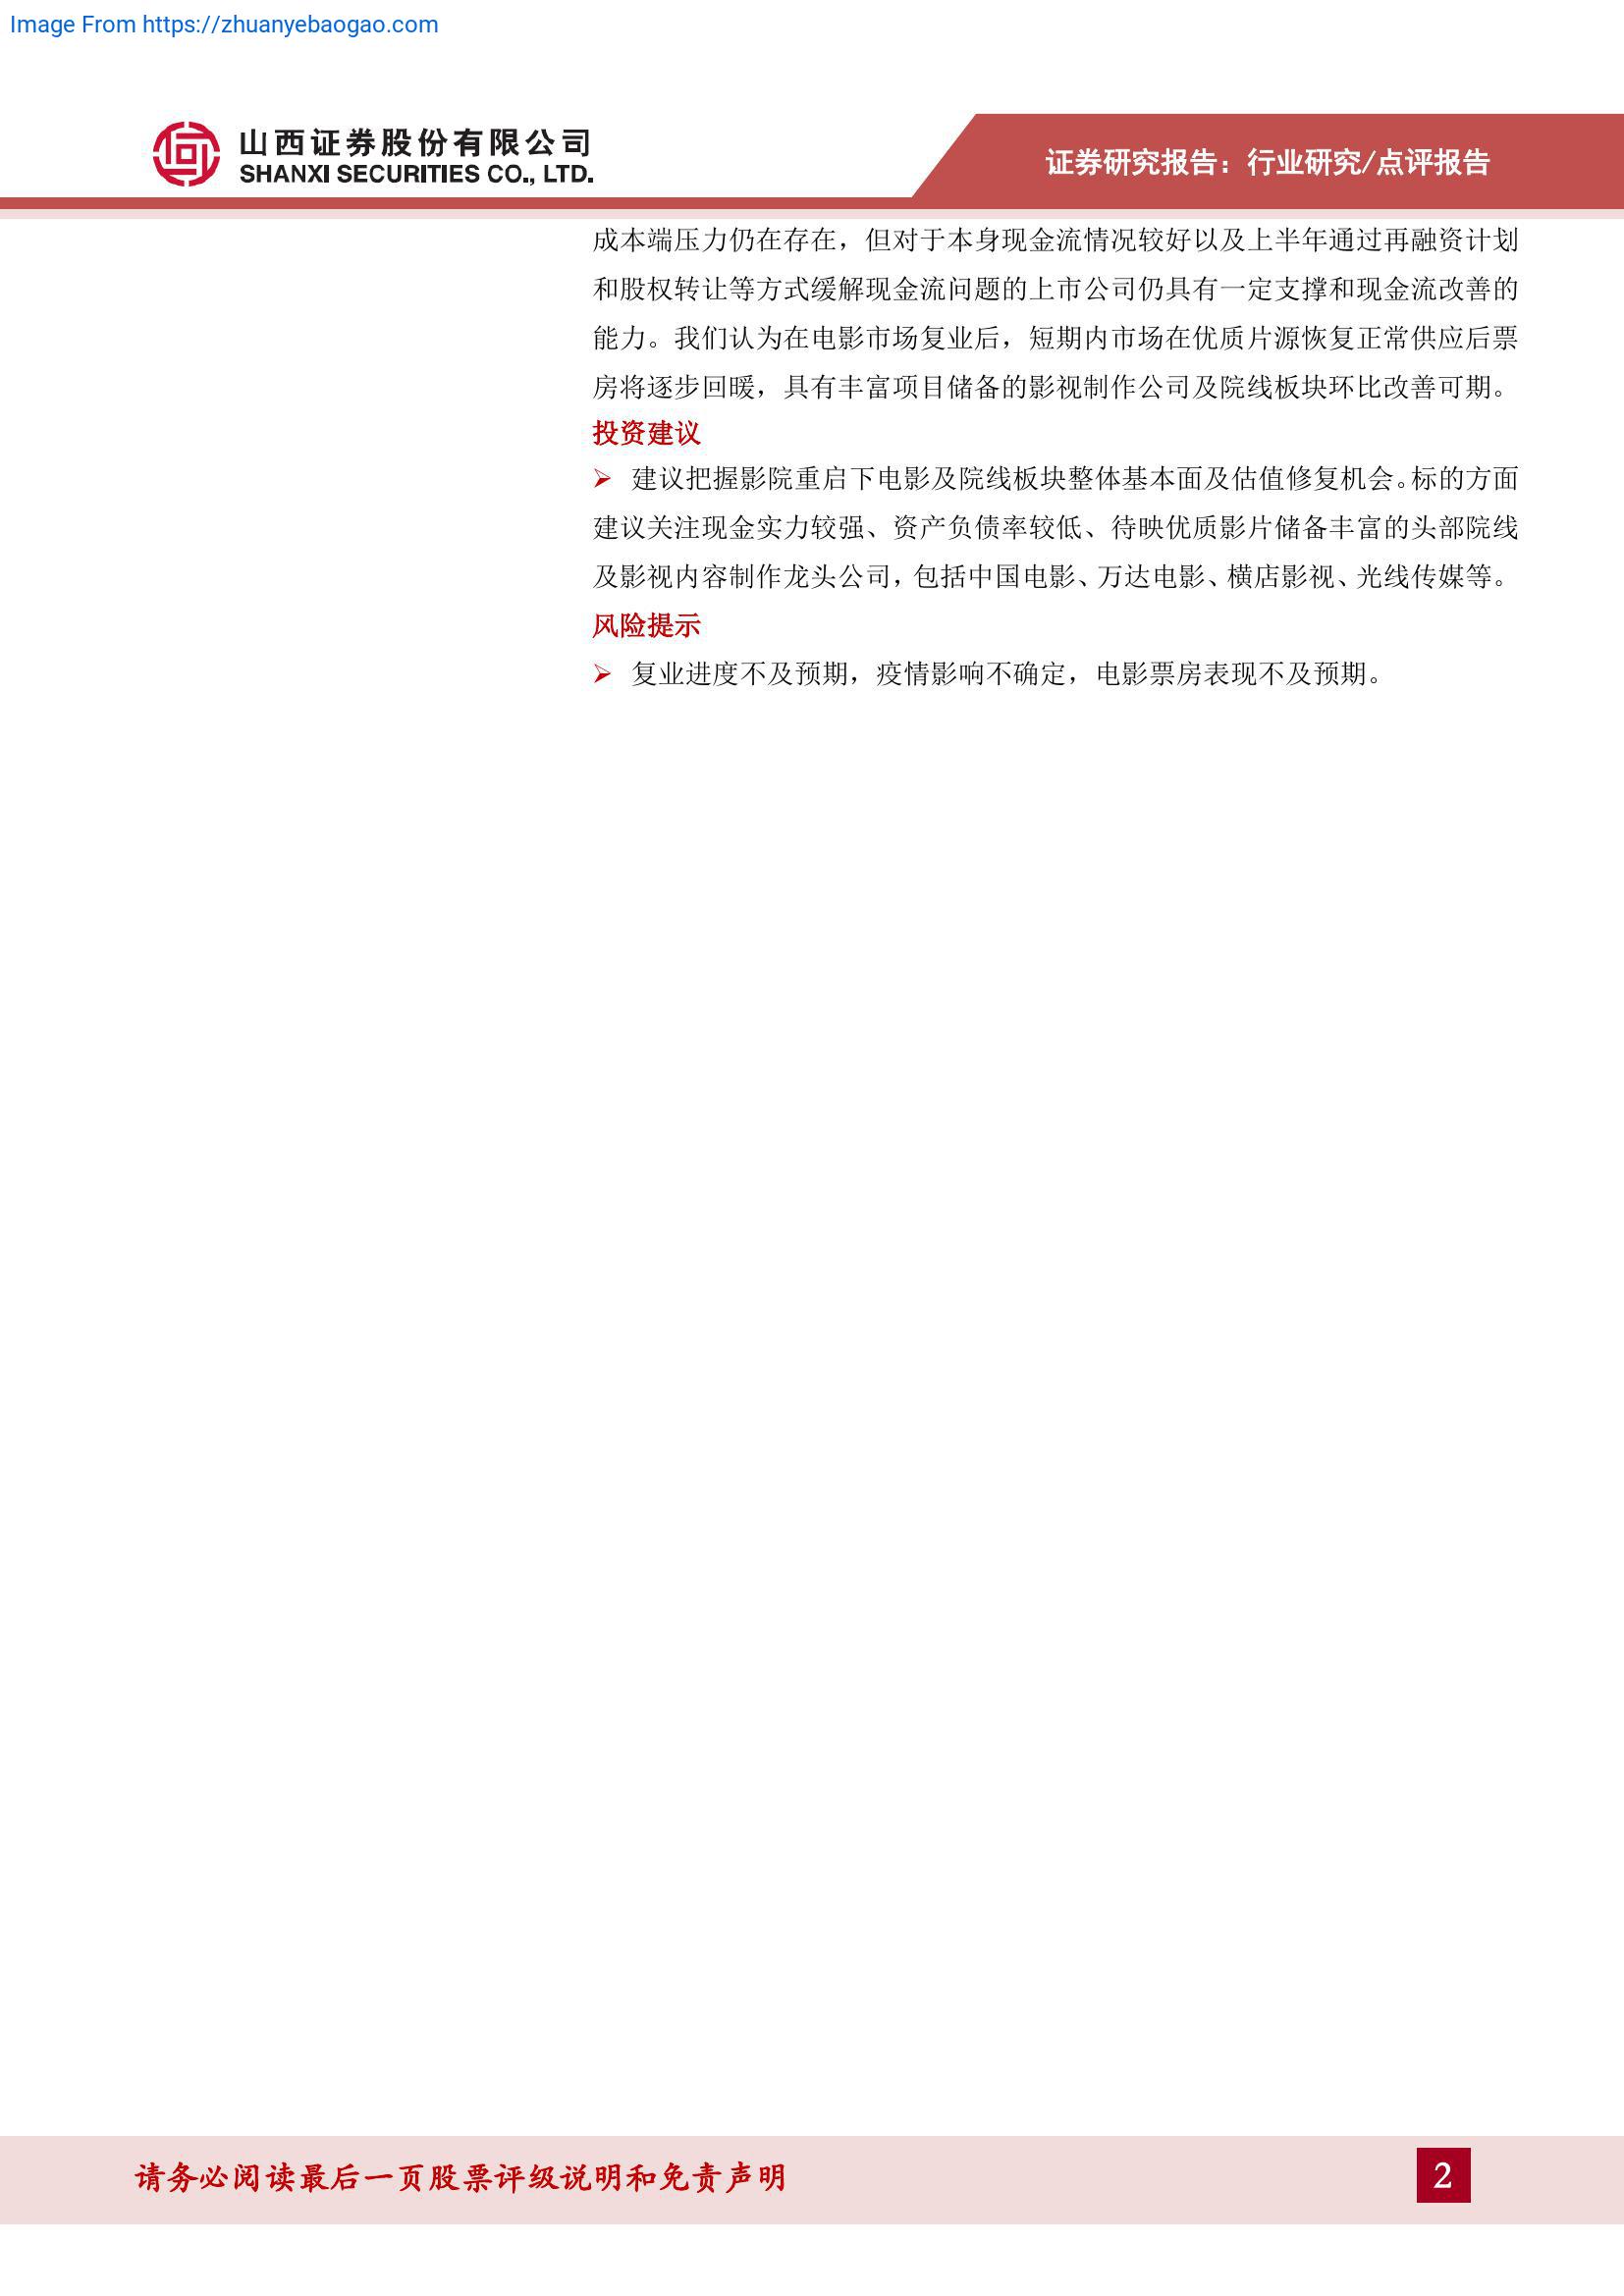 Image From https://zhuanyebaogao.com
山西证券股份有限公司
SHANXI SECURITIES CO., LTD.
证券研究报告：行业研究/点评报告
成本端压力仍在存在，但对于本身现金流情况较好以及上半年通过再融资计划
和股权转让等方式缓解现金流问题的上市公司仍具有一定支撑和现金流改善的
能力。我们认为在电影市场复业后，短期内市场在优质片源恢复正常供应后票
房将逐步回暖，具有丰富项目储备的影视制作公司及院线板块环比改善可期。
投资建议
➢ 建议把握影院重启下电影及院线板块整体基本面及估值修复机会。标的方面
建议关注现金实力较强、资产负债率较低、待映优质影片储备丰富的头部院线
及影视内容制作龙头公司，包括中国电影、万达电影、横店影视、光线传媒等。
风险提示
➢ 复业进度不及预期，疫情影响不确定，电影票房表现不及预期。
请务必阅读最后一页股票评级说明和免责声明
2